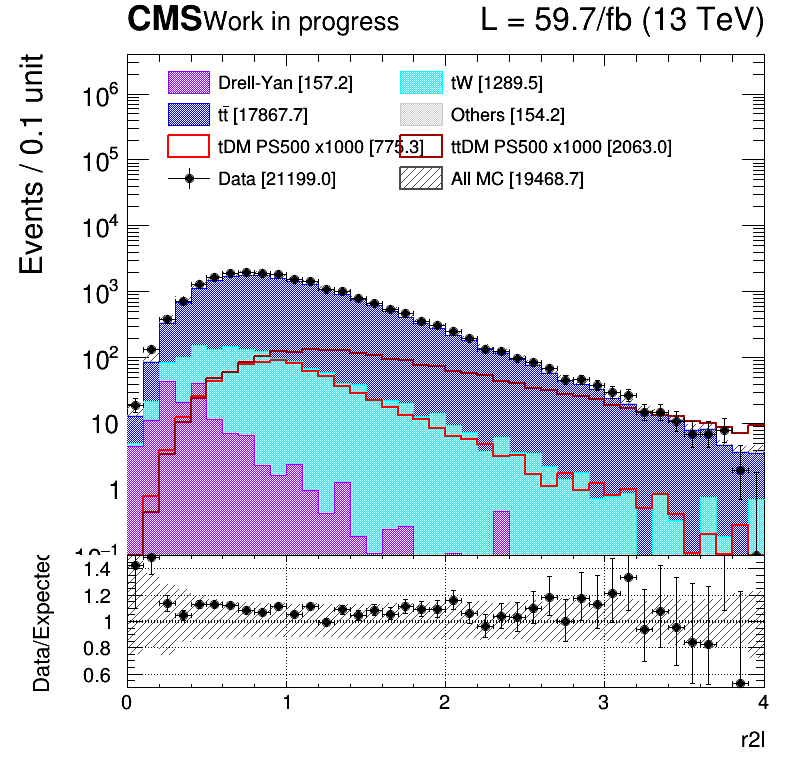 CMS Work in progress L = 59.7/fb (13 TeV)
Events / 0.1 unit
Drell-Yan [157.2] tW [1289.5]
tt̄ [17867.7] Others [154.2]
tDM PS500 x1000 [775.3] ttDM PS500 x1000 [2063.0]
Data [21199.0] All MC [19468.7]
10⁶
10⁵
10⁴
10³
10²
10
1
10⁻¹
Data/Expected
1.4
1.2
1
0.8
0.6
0 1 2 3 4
r2l